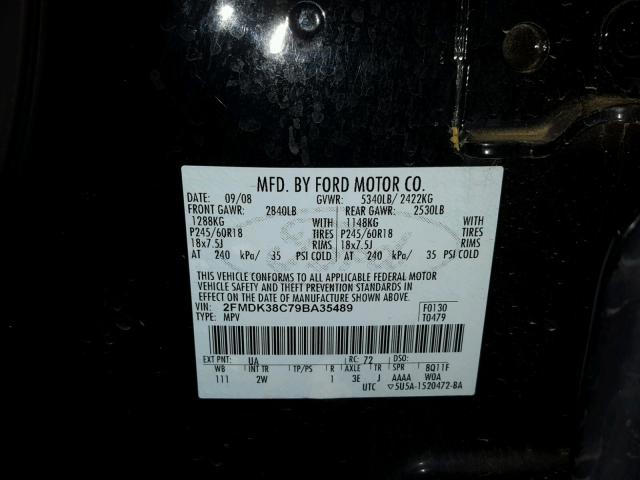 MFD. BY FORD MOTOR CO.
DATE: 09/08 GVWR: 5340LB/ 2422KG
FRONT GAWR: 2840LB REAR GAWR: 2530LB
1288KG WITH 1148KG WITH
P245/60R18 TIRES P245/60R18 TIRES
18x7.5J RIMS 18x7.5J RIMS
AT 240 kPa/ 35 PSI COLD AT 240 kPa/ 35 PSI COLD
THIS VEHICLE CONFORMS TO ALL APPLICABLE FEDERAL MOTOR
VEHICLE SAFETY AND THEFT PREVENTION STANDARDS IN
EFFECT ON THE DATE OF MANUFACTURE SHOWN ABOVE.
VIN: 2FMDK38C79BA35489 F0130
TYPE: MPV T0479
EXT PNT: UA RC: 72 DSO:
WB INT TR TP/PS R AXLE TR SPR 8Q11F
111 2W 1 3E J AAAA W0A
UTC ▽5U5A-1520472-BA